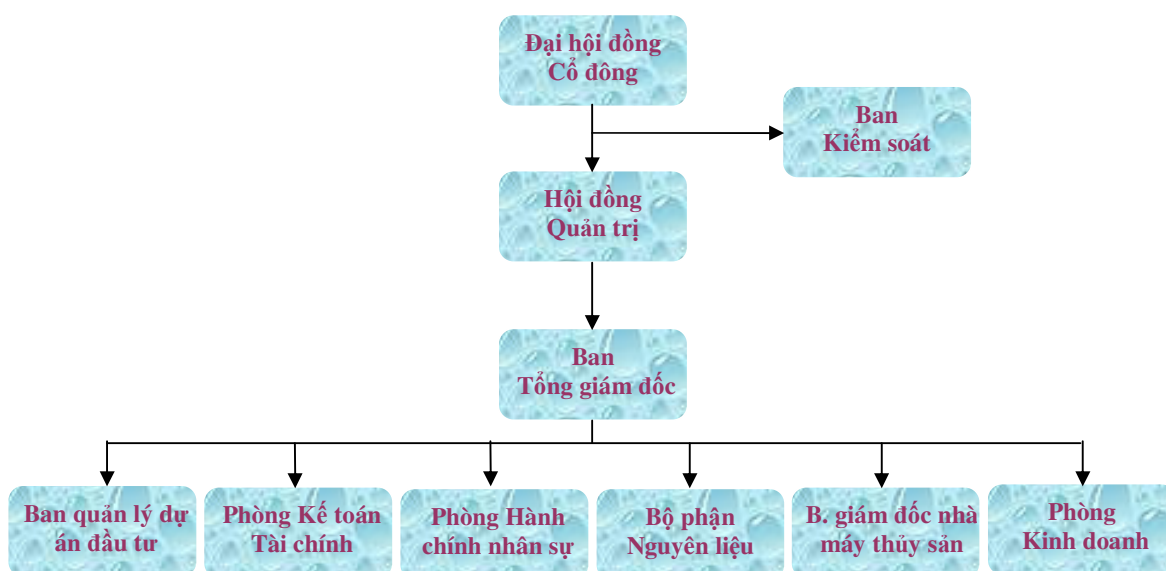 Đại hội đồng
Cổ đông
Ban
Kiểm soát
Hội đồng
Quản trị
Ban
Tổng giám đốc
Ban quản lý dự
án đầu tư
Phòng Kế toán
Tài chính
Phòng Hành
chính nhân sự
Bộ phận
Nguyên liệu
B. giám đốc nhà
máy thủy sản
Phòng
Kinh doanh